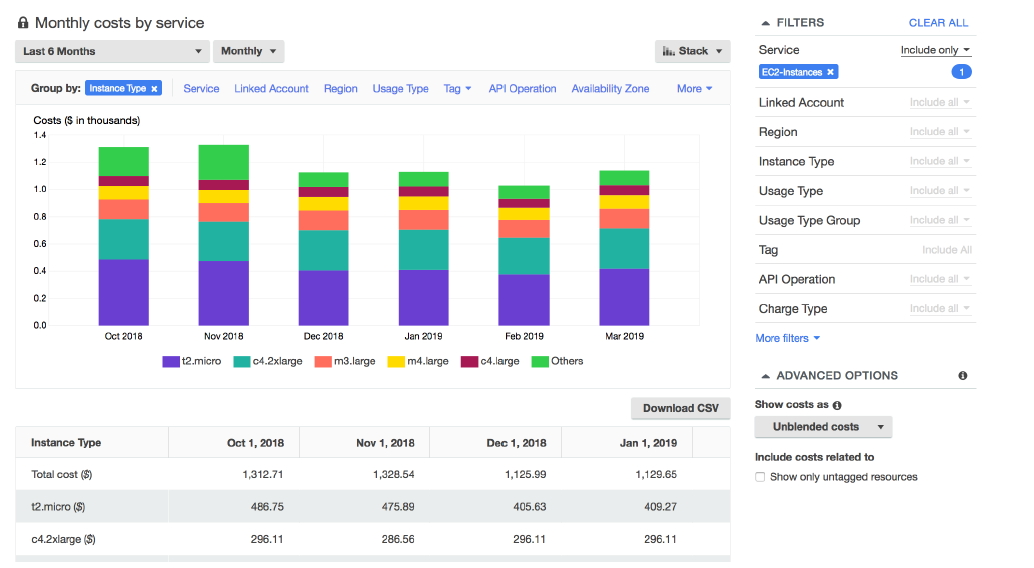 Monthly costs by service
Last 6 Months
Monthly
Stack
Group by: Instance Type × Service Linked Account Region Usage Type Tag API Operation Availability Zone More
Costs ($ in thousands)
1.4
1.2
1.0
0.8
0.6
0.4
0.2
0.0
Oct 2018 Nov 2018 Dec 2018 Jan 2019 Feb 2019 Mar 2019
t2.micro c4.2xlarge m3.large m4.large c4.large Others
Download CSV
Instance Type Oct 1, 2018 Nov 1, 2018 Dec 1, 2018 Jan 1, 2019
Total cost ($) 1,312.71 1,328.54 1,125.99 1,129.65
t2.micro ($) 486.75 475.89 405.63 409.27
c4.2xlarge ($) 296.11 286.56 296.11 296.11
FILTERS CLEAR ALL
Service Include only
EC2-Instances × 1
Linked Account Include all
Region Include all
Instance Type Include all
Usage Type Include all
Usage Type Group Include all
Tag Include All
API Operation Include all
Charge Type Include all
More filters
ADVANCED OPTIONS
Show costs as
Unblended costs
Include costs related to
Show only untagged resources